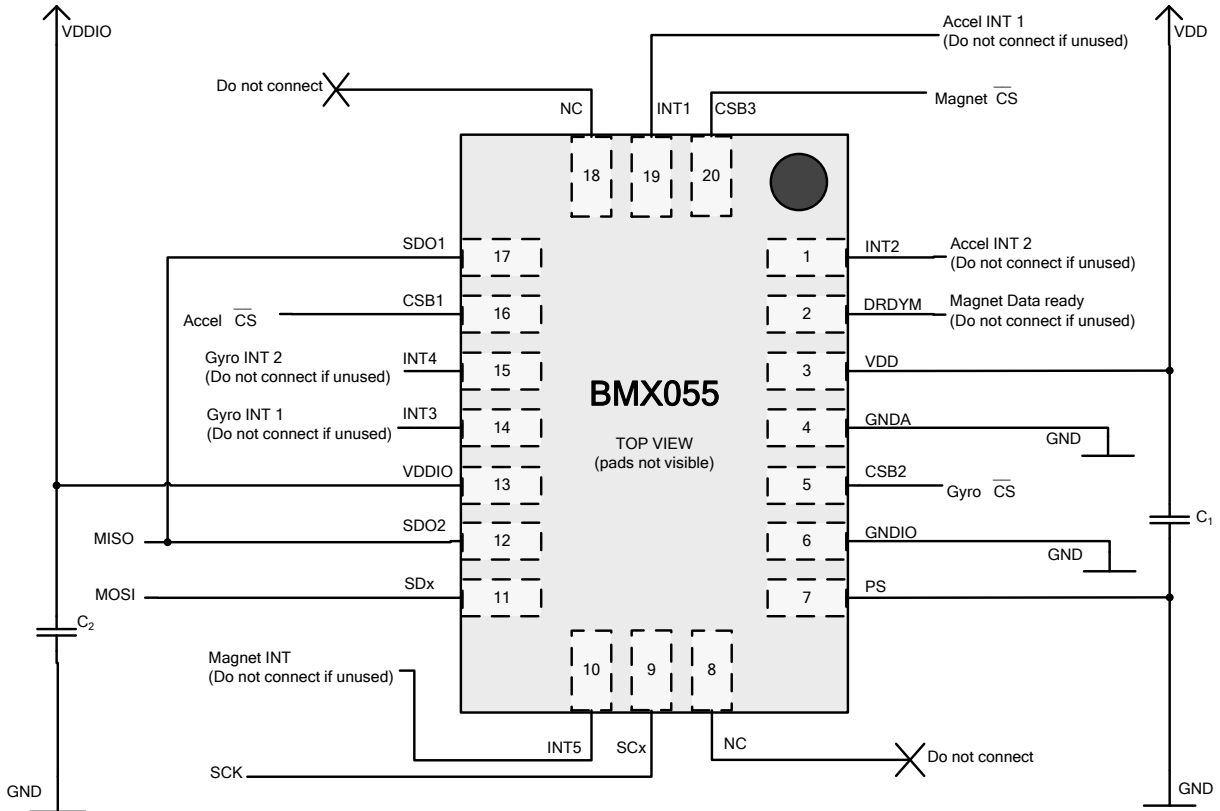 VDDIO
Accel INT 1
(Do not connect if unused)
VDD
Do not connect
Magnet CS
NC
INT1
CSB3
18
19
20
SDO1
17
1
INT2
Accel INT 2
(Do not connect if unused)
Accel CS
CSB1
16
2
DRDYM
Magnet Data ready
(Do not connect if unused)
Gyro INT 2
(Do not connect if unused)
INT4
15
3
VDD
BMX055
Gyro INT 1
(Do not connect if unused)
INT3
14
4
GNDA
GND
TOP VIEW
(pads not visible)
VDDIO
13
5
CSB2
Gyro CS
MISO
SDO2
12
6
GNDIO
GND
C1
MOSI
SDx
11
7
PS
C2
Magnet INT
(Do not connect if unused)
10
9
8
INT5
SCx
NC
Do not connect
SCK
GND
GND